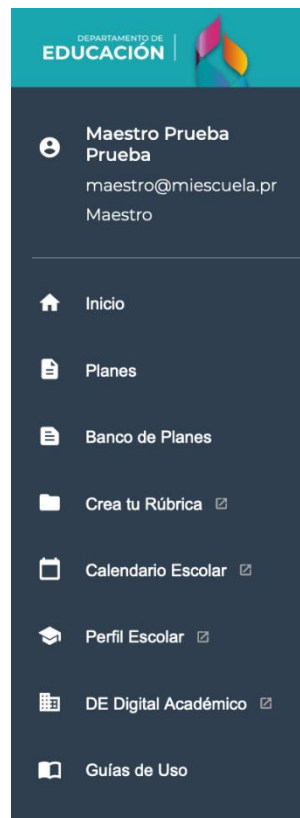 DEPARTAMENTO DE
EDUCACIÓN
Maestro Prueba
Prueba
maestro@miescuela.pr
Maestro
Inicio
Planes
Banco de Planes
Crea tu Rúbrica
Calendario Escolar
Perfil Escolar
DE Digital Académico
Guías de Uso